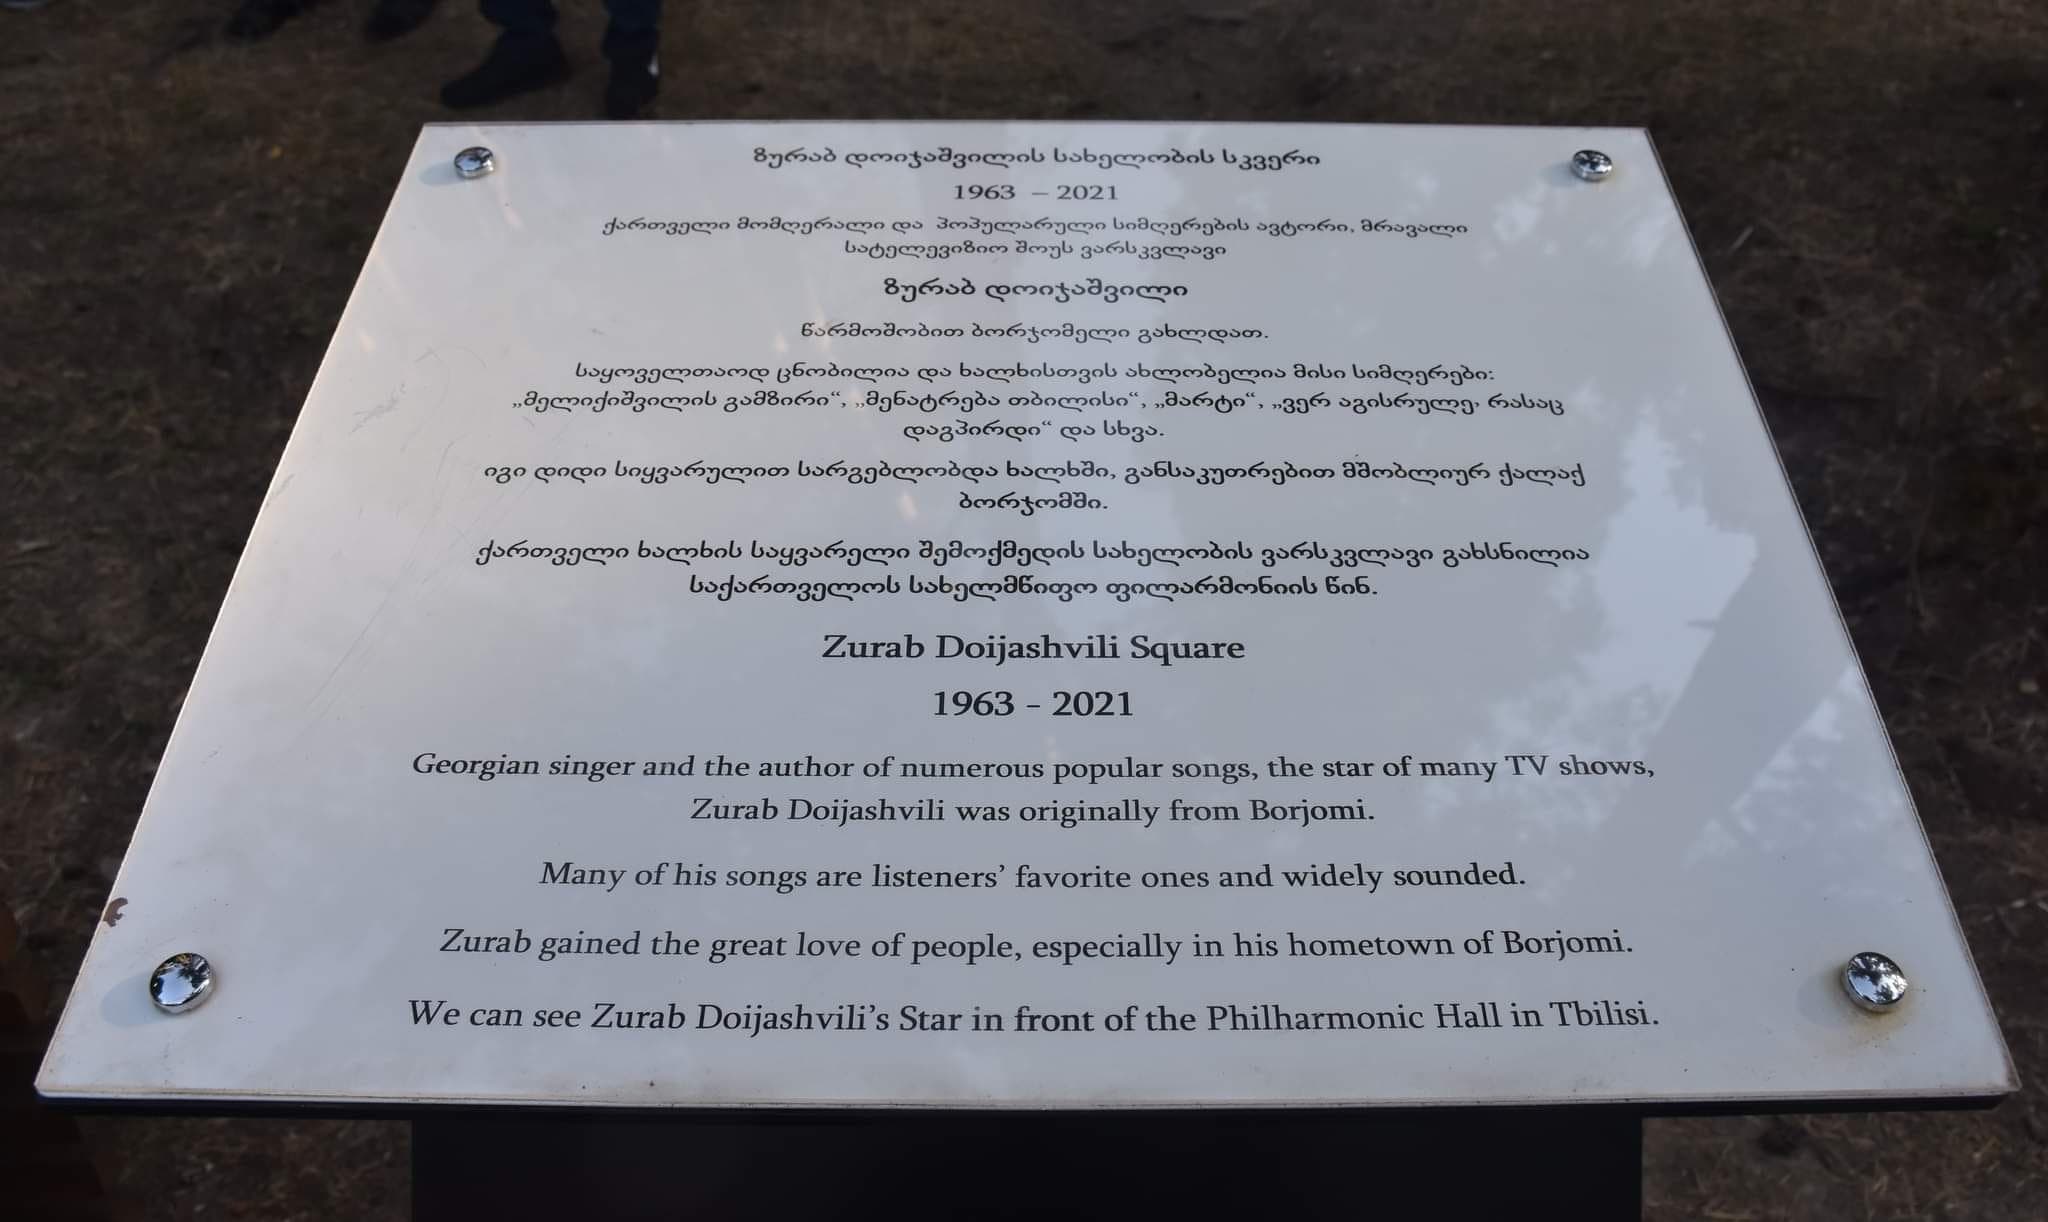 ზურაბ დოიჯაშვილის სახელობის სკვერი
1963 – 2021
ქართველი მომღერალი და პოპულარული სიმღერების ავტორი, მრავალი
სატელევიზიო შოუს ვარსკვლავი
ზურაბ დოიჯაშვილი
წარმოშობით ბორჯომელი გახლდათ.
საყოველთაოდ ცნობილია და ხალხისთვის ახლობელია მისი სიმღერები:
„მელიქიშვილის გამზირი“, „მენატრება თბილისი“, „მარტი“, „ვერ აგისრულე, რასაც
დაგპირდი“ და სხვა.
იგი დიდი სიყვარულით სარგებლობდა ხალხში, განსაკუთრებით მშობლიურ ქალაქ
ბორჯომში.
ქართველი ხალხის საყვარელი შემოქმედის სახელობის ვარსკვლავი გახსნილია
საქართველოს სახელმწიფო ფილარმონიის წინ.
Zurab Doijashvili Square
1963 - 2021
Georgian singer and the author of numerous popular songs, the star of many TV shows,
Zurab Doijashvili was originally from Borjomi.
Many of his songs are listeners’ favorite ones and widely sounded.
Zurab gained the great love of people, especially in his hometown of Borjomi.
We can see Zurab Doijashvili’s Star in front of the Philharmonic Hall in Tbilisi.